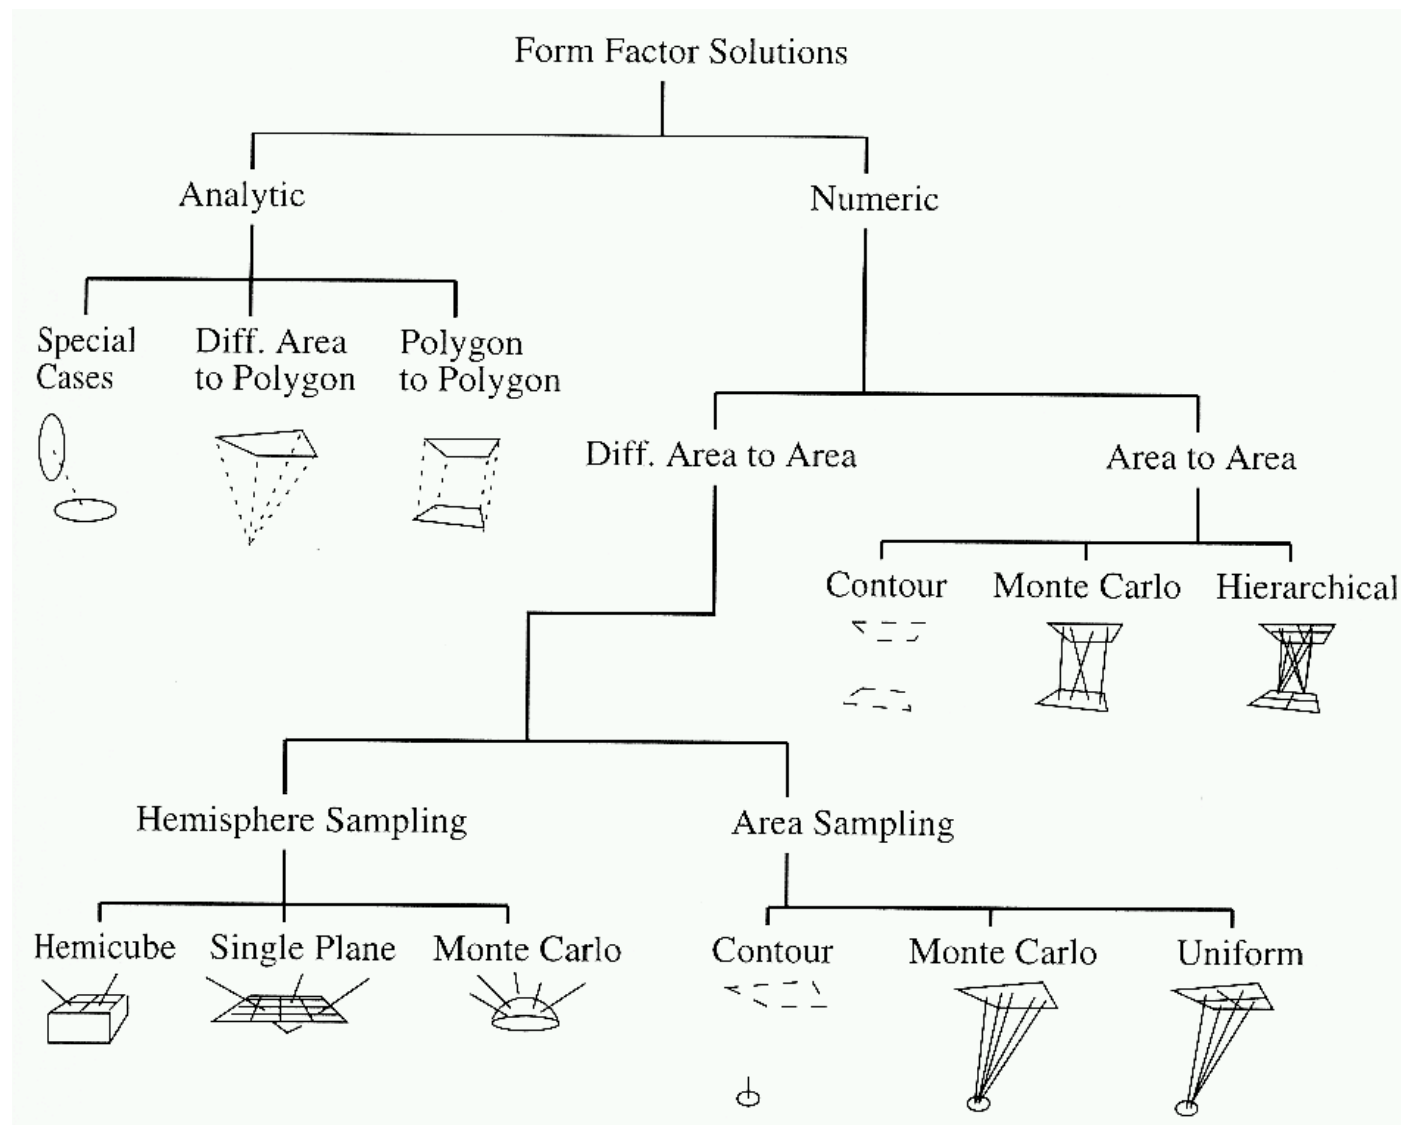 Form Factor Solutions
Analytic
Numeric
Special
Cases
Diff. Area
to Polygon
Polygon
to Polygon
Diff. Area to Area
Area to Area
Contour
Monte Carlo
Hierarchical
Hemisphere Sampling
Area Sampling
Hemicube
Single Plane
Monte Carlo
Contour
Monte Carlo
Uniform